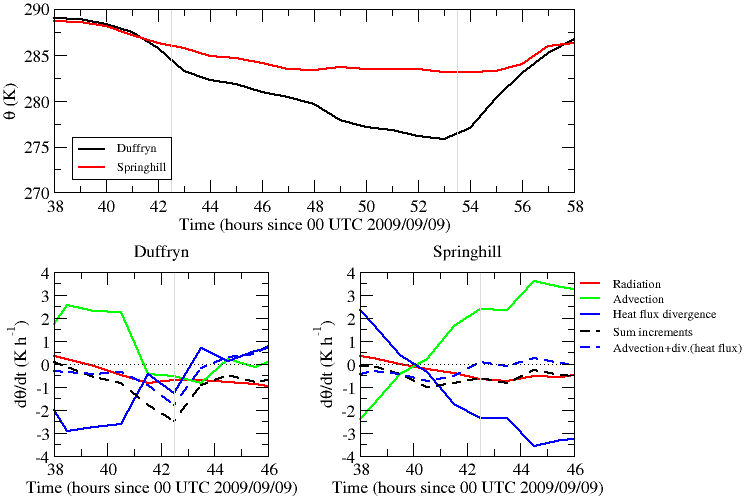 290
285
280
275
270
θ (K)
Duffryn
Springhill
38 40 42 44 46 48 50 52 54 56 58
Time (hours since 00 UTC 2009/09/09)
Duffryn
4
3
2
1
0
-1
-2
-3
-4
dθ/dt (K h⁻¹)
38 40 42 44 46
Time (hours since 00 UTC 2009/09/09)
Springhill
4
3
2
1
0
-1
-2
-3
-4
dθ/dt (K h⁻¹)
38 40 42 44 46
Time (hours since 00 UTC 2009/09/09)
Radiation
Advection
Heat flux divergence
Sum increments
Advection+div.(heat flux)